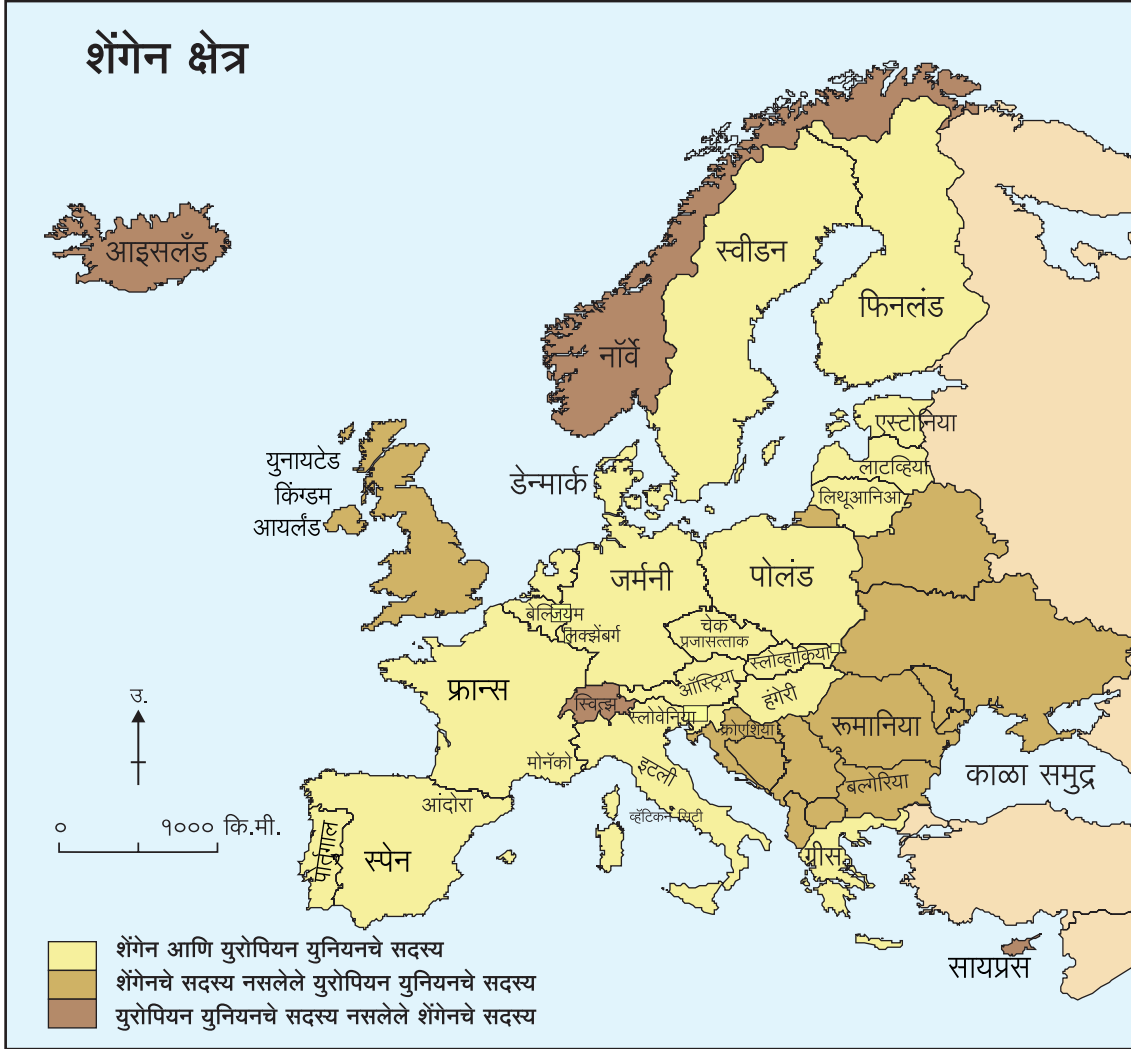 शेंगेन क्षेत्र
आइसलँड
स्वीडन
फिनलंड
नॉर्वे
एस्टोनिया
लाटव्हिया
लिथूआनिआ
युनायटेड
किंग्डम
आयर्लंड
डेन्मार्क
जर्मनी
पोलंड
बेल्जियम
लिक्झेंबर्ग
चेक
प्रजासत्ताक
स्लोव्हाकिया
ऑस्ट्रिया
हंगेरी
फ्रान्स
स्वित्झ
स्लोवेनिया
क्रोएशिया
रूमानिया
उ.
मोनॅको
इटली
बल्गेरिया
काळा समुद्र
आंदोरा
व्हॅटिकन सिटी
० १००० कि.मी.
पोर्तुगाल
स्पेन
ग्रीस
सायप्रस
शेंगेन आणि युरोपियन युनियनचे सदस्य
शेंगेनचे सदस्य नसलेले युरोपियन युनियनचे सदस्य
युरोपियन युनियनचे सदस्य नसलेले शेंगेनचे सदस्य